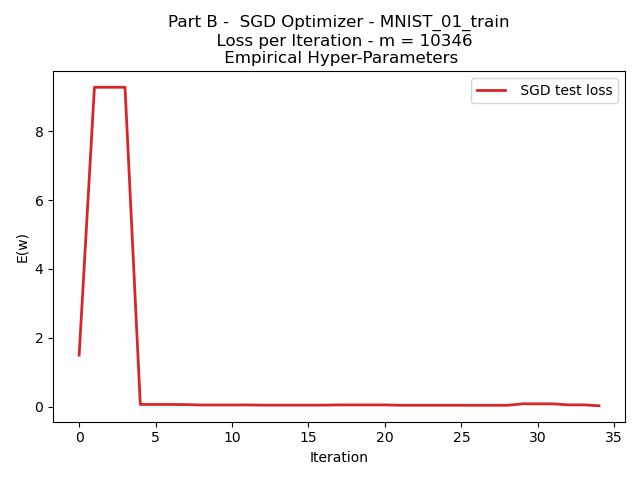 Part B -  SGD Optimizer - MNIST_01_train
Loss per Iteration - m = 10346
Empirical Hyper-Parameters
SGD test loss
E(w)
8
6
4
2
0
0 5 10 15 20 25 30 35
Iteration